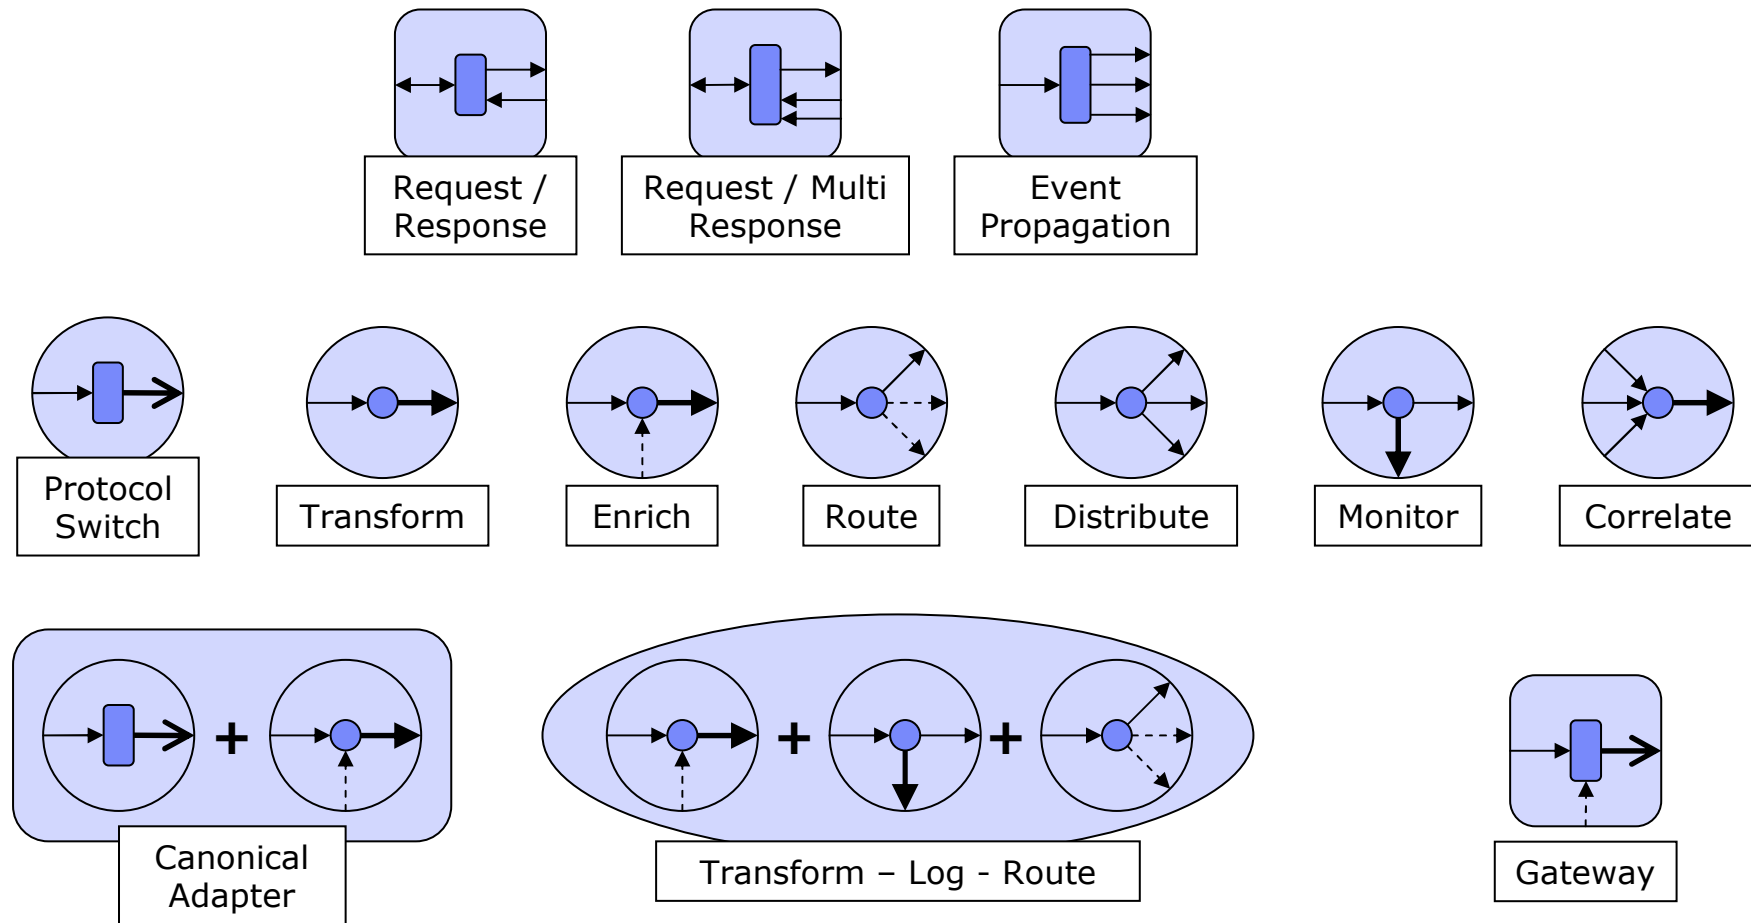 Request /
Response
Request / Multi
Response
Event
Propagation
Protocol
Switch
Transform
Enrich
Route
Distribute
Monitor
Correlate
+
+
+
Canonical
Adapter
Transform – Log - Route
Gateway